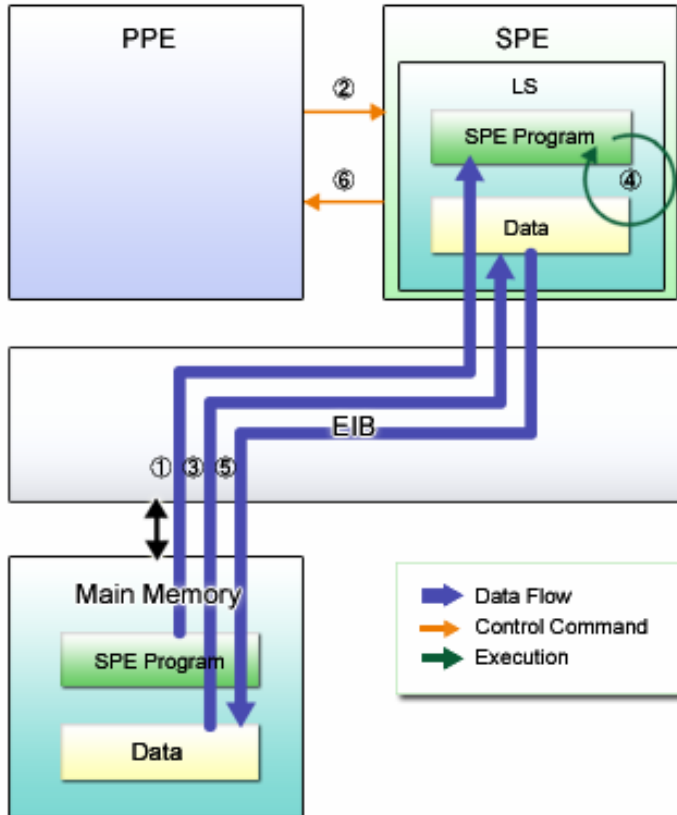 PPE
SPE
LS
②
SPE Program
⑥
④
Data
EIB
① ③ ⑤
Main Memory
SPE Program
Data
Data Flow
Control Command
Execution